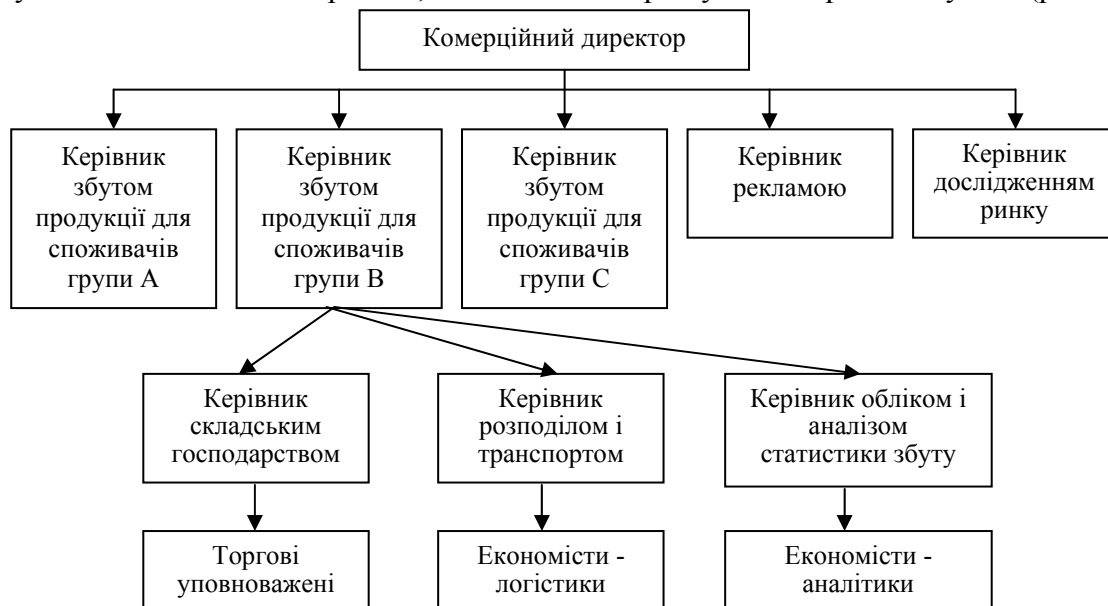 Комерційний директор
Керівник
збутом
продукції для
споживачів
групи А
Керівник
збутом
продукції для
споживачів
групи В
Керівник
збутом
продукції для
споживачів
групи С
Керівник
рекламою
Керівник
дослідженням
ринку
Керівник
складським
господарством
Керівник
розподілом і
транспортом
Керівник обліком і
аналізом
статистики збуту
Торгові
уповноважені
Економісти -
логістики
Економісти -
аналітики